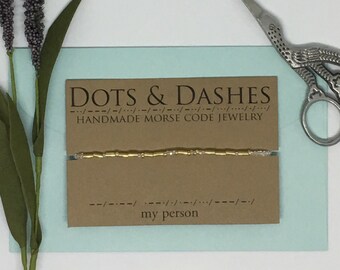 DOTS & DASHES
HANDMADE MORSE CODE JEWELRY
my person